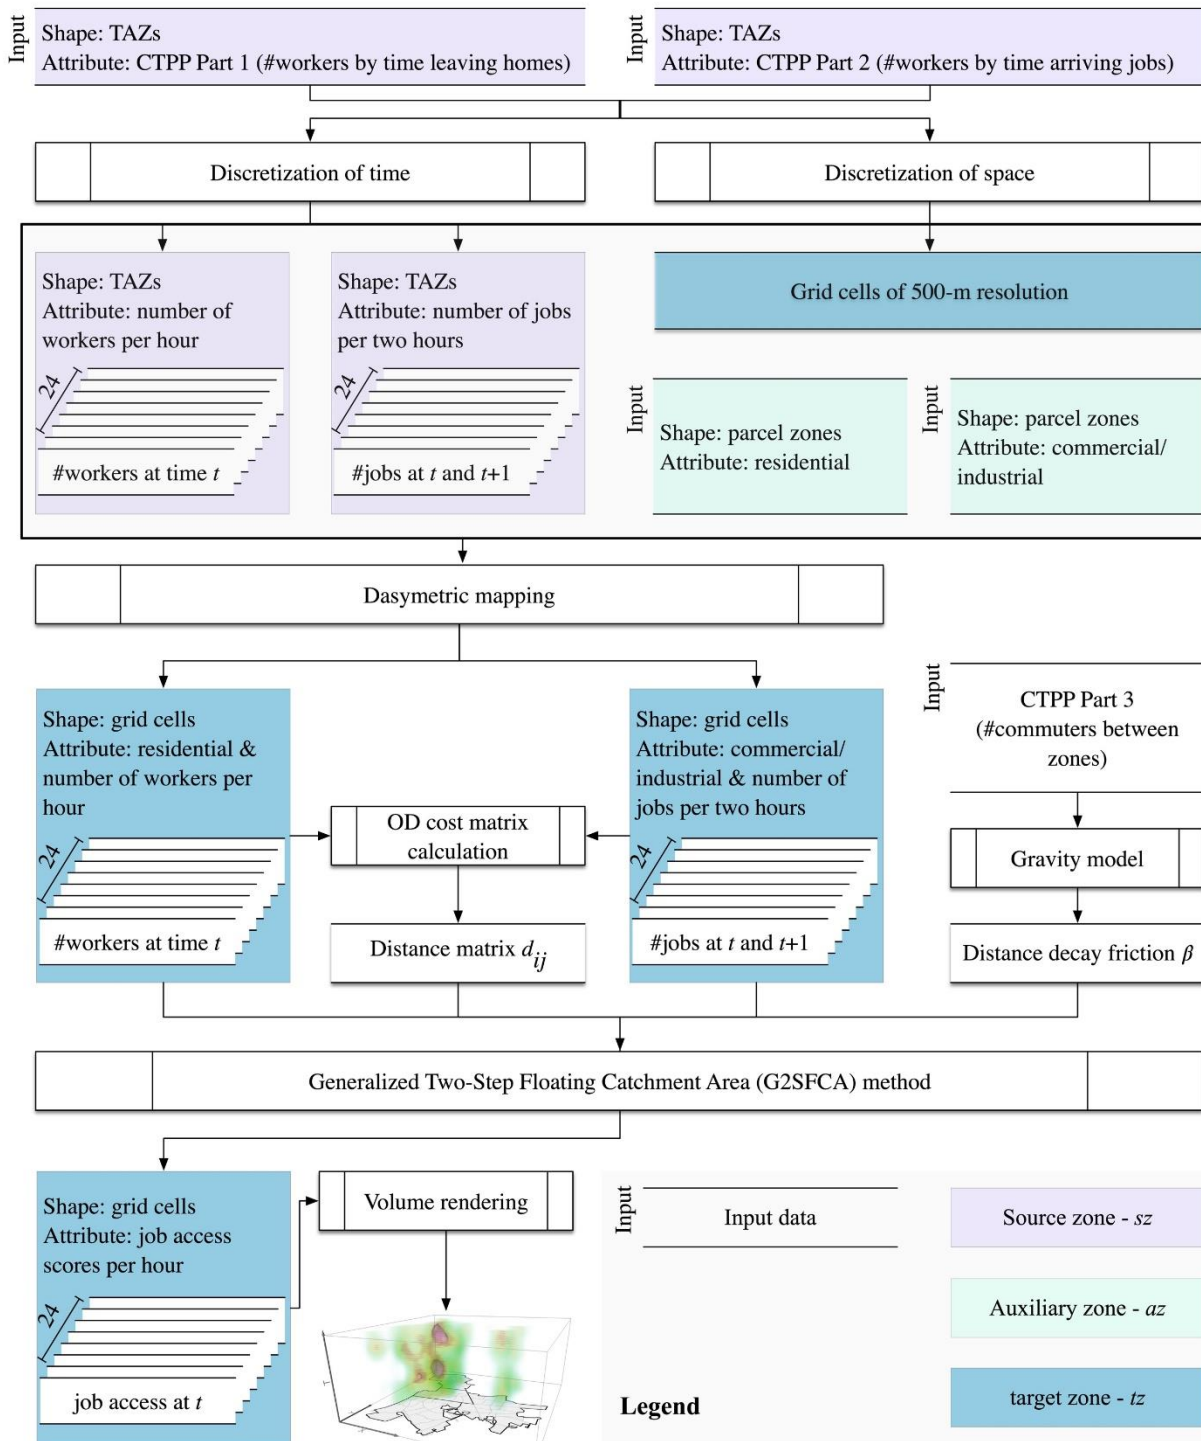 Input
Shape: TAZs
Attribute: CTPP Part 1 (#workers by time leaving homes)
Input
Shape: TAZs
Attribute: CTPP Part 2 (#workers by time arriving jobs)
Discretization of time
Discretization of space
Shape: TAZs
Attribute: number of
workers per hour
24
#workers at time t
Shape: TAZs
Attribute: number of jobs
per two hours
24
#jobs at t and t+1
Grid cells of 500-m resolution
Input
Shape: parcel zones
Attribute: residential
Input
Shape: parcel zones
Attribute: commercial/
industrial
Dasymetric mapping
Shape: grid cells
Attribute: residential &
number of workers per
hour
24
#workers at time t
OD cost matrix
calculation
Distance matrix dij
Shape: grid cells
Attribute: commercial/
industrial & number of
jobs per two hours
24
#jobs at t and t+1
Input
CTPP Part 3
(#commuters between
zones)
Gravity model
Distance decay friction β
Generalized Two-Step Floating Catchment Area (G2SFCA) method
Shape: grid cells
Attribute: job access
scores per hour
24
job access at t
Volume rendering
Input
Input data
Source zone - sz
Auxiliary zone - az
target zone - tz
Legend